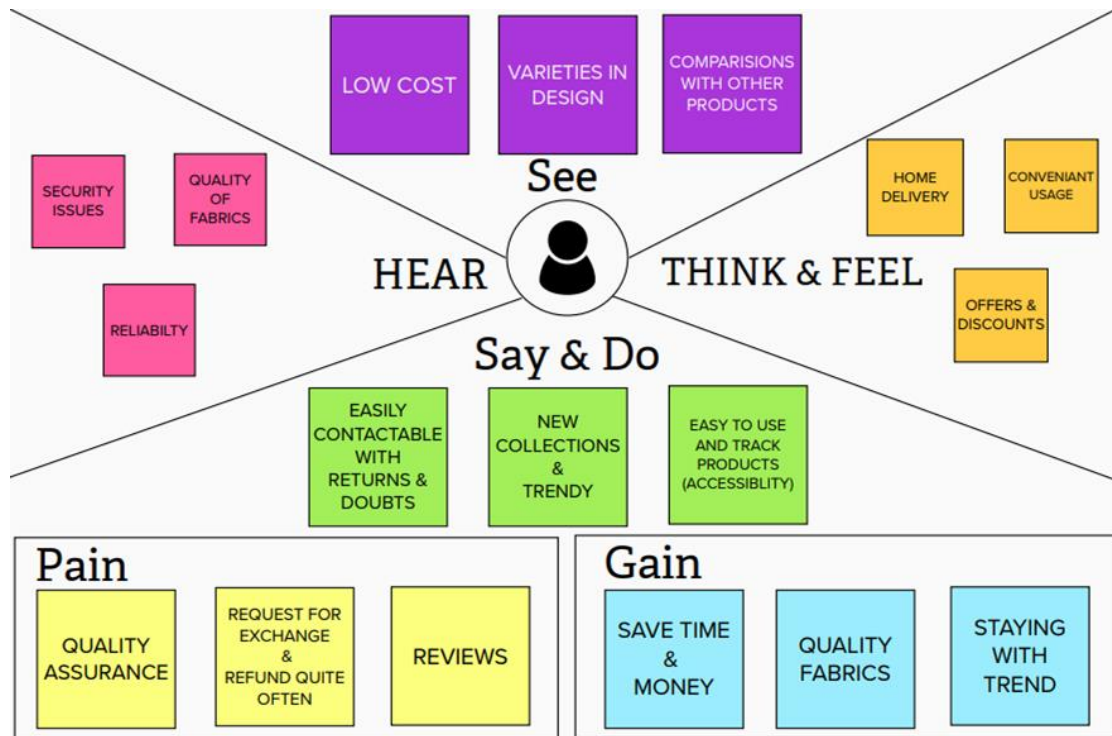 LOW COST
VARIETIES IN
DESIGN
COMPARISIONS
WITH OTHER
PRODUCTS
See
SECURITY
ISSUES
QUALITY
OF
FABRICS
RELIABILTY
HEAR
THINK & FEEL
HOME
DELIVERY
CONVENIANT
USAGE
OFFERS &
DISCOUNTS
Say & Do
EASILY
CONTACTABLE
WITH
RETURNS &
DOUBTS
NEW
COLLECTIONS
&
TRENDY
EASY TO USE
AND TRACK
PRODUCTS
(ACCESSIBLITY)
Pain
QUALITY
ASSURANCE
REQUEST FOR
EXCHANGE
&
REFUND QUITE
OFTEN
REVIEWS
Gain
SAVE TIME
&
MONEY
QUALITY
FABRICS
STAYING
WITH
TREND